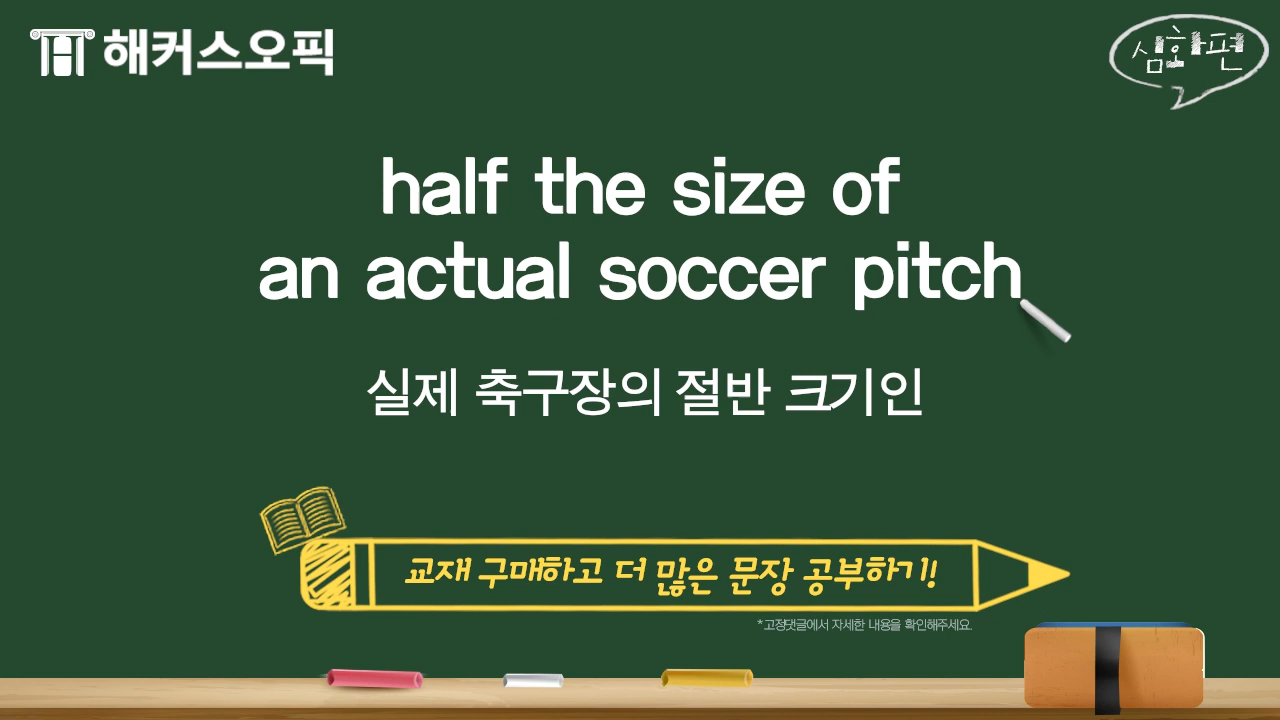 해커스오픽
심화편
half the size of
an actual soccer pitch
실제 축구장의 절반 크기인
교재 구매하고 더 많은 문장 공부하기!
*고정댓글에서 자세한 내용을 확인해주세요.